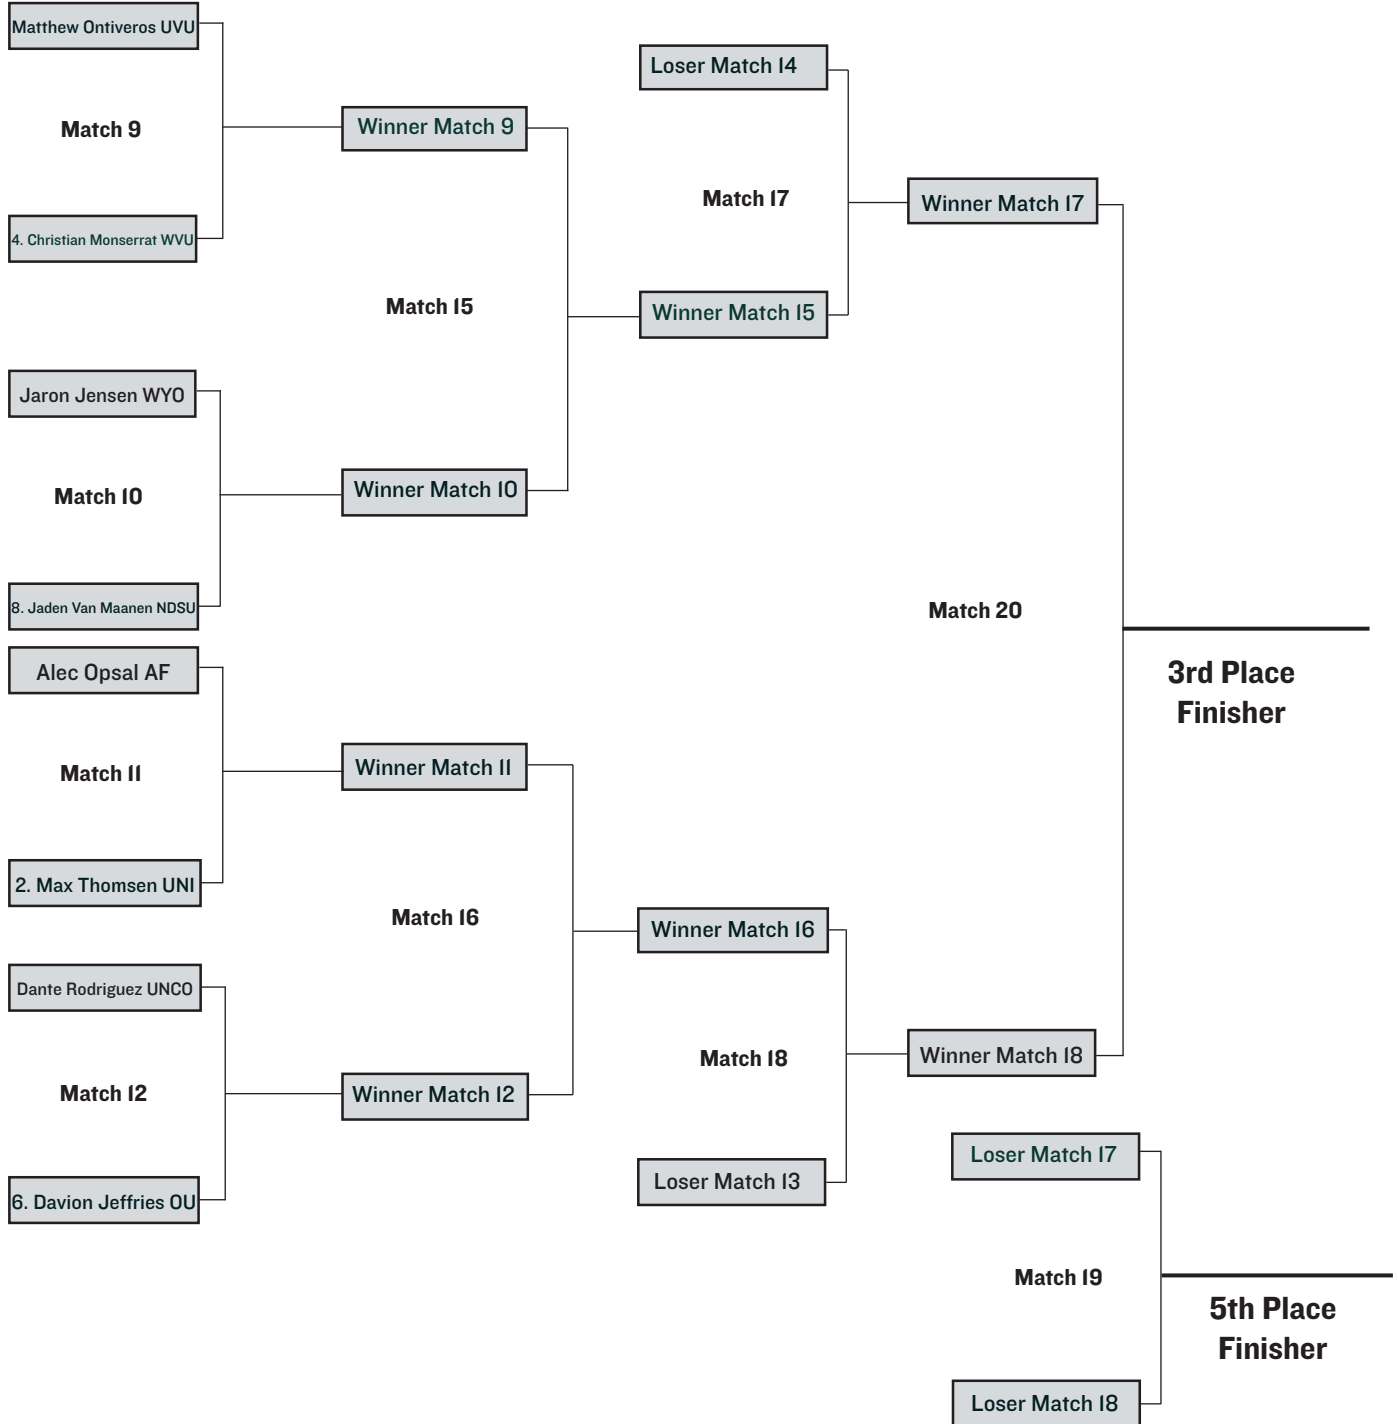 Matthew Ontiveros UVU
Match 9
4. Christian Monserrat WVU
Winner Match 9
Match 15
Jaron Jensen WYO
Match 10
8. Jaden Van Maanen NDSU
Winner Match 10
Loser Match 14
Match 17
Winner Match 15
Winner Match 17
Alec Opsal AF
Match 11
2. Max Thomsen UNI
Winner Match 11
Match 16
Dante Rodriguez UNCO
Match 12
6. Davion Jeffries OU
Winner Match 12
Winner Match 16
Match 18
Loser Match 13
Winner Match 18
Match 20
3rd Place
Finisher
Loser Match 17
Match 19
Loser Match 18
5th Place
Finisher